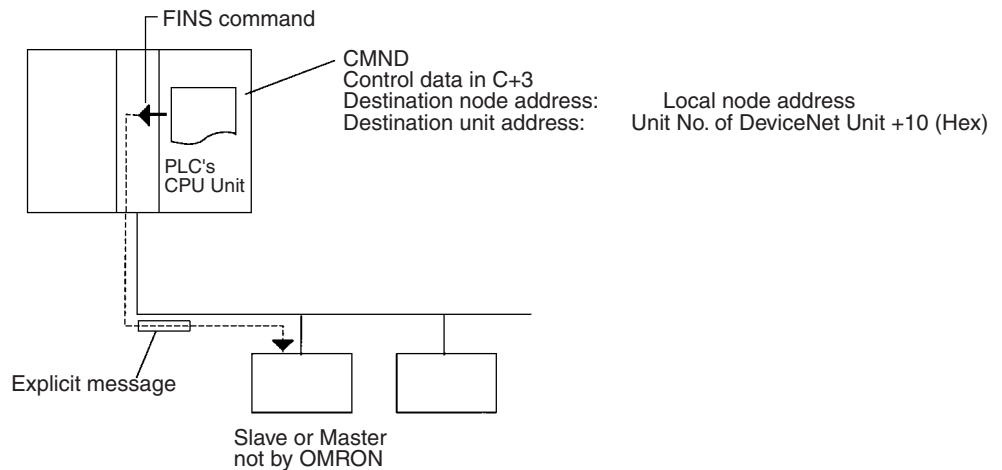 FINS command
CMND
Control data in C+3
Destination node address: Local node address
Destination unit address: Unit No. of DeviceNet Unit +10 (Hex)
PLC's
CPU Unit
Explicit message
Slave or Master
not by OMRON